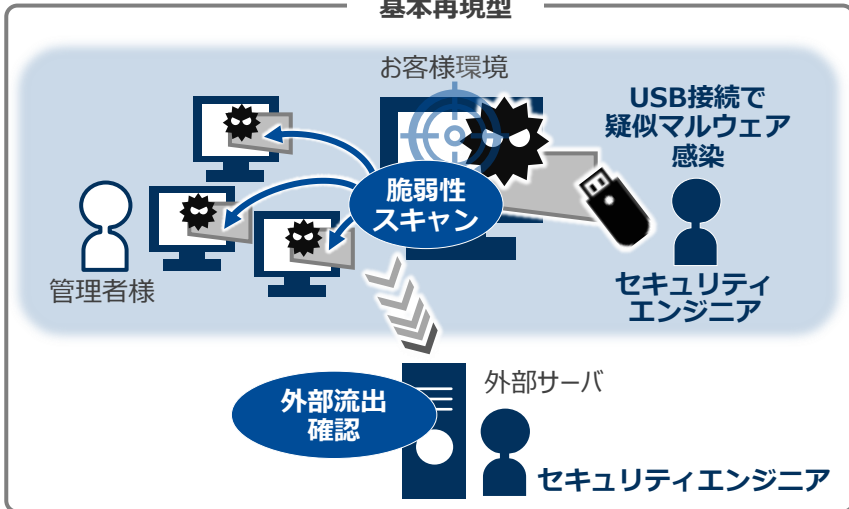 基本再現型
お客様環境
USB接続で
疑似マルウェア
感染
脆弱性
スキャン
管理者様
セキュリティ
エンジニア
外部流出
確認
外部サーバ
セキュリティエンジニア